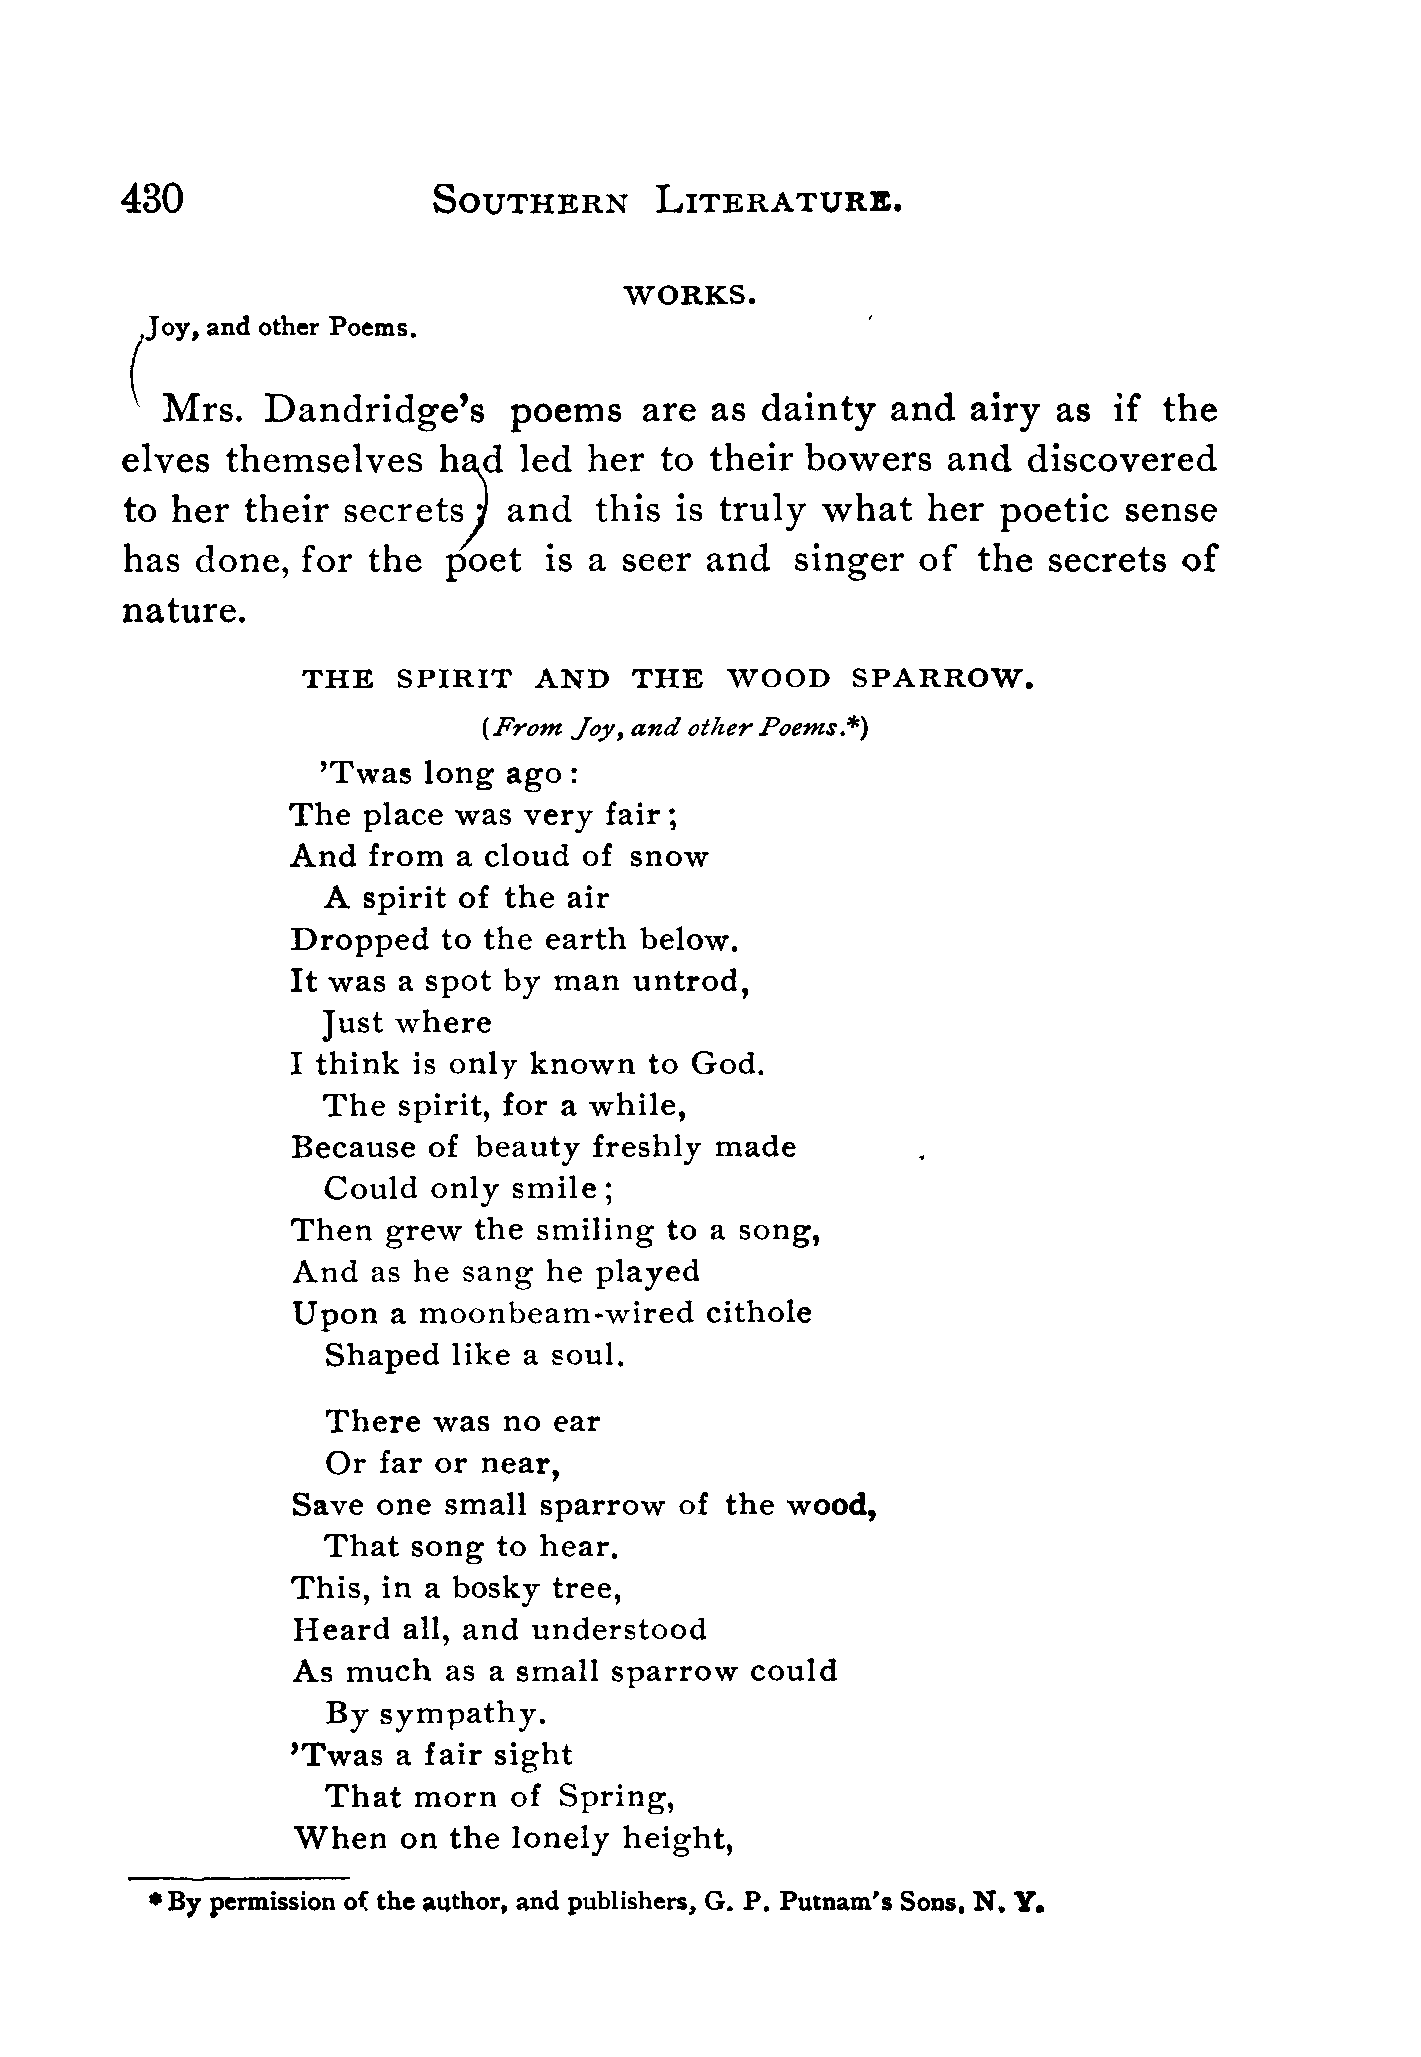 430 SOUTHERN LITERATURE.
WORKS.
Joy, and other Poems.
Mrs. Dandridge's poems are as dainty and airy as if the
elves themselves had led her to their bowers and discovered
to her their secrets; and this is truly what her poetic sense
has done, for the poet is a seer and singer of the secrets of
nature.
THE SPIRIT AND THE WOOD SPARROW.
(From Joy, and other Poems.*)
'Twas long ago:
The place was very fair;
And from a cloud of snow
A spirit of the air
Dropped to the earth below.
It was a spot by man untrod,
Just where
I think is only known to God.
The spirit, for a while,
Because of beauty freshly made
Could only smile;
Then grew the smiling to a song,
And as he sang he played
Upon a moonbeam-wired cithole
Shaped like a soul.
There was no ear
Or far or near,
Save one small sparrow of the wood,
That song to hear.
This, in a bosky tree,
Heard all, and understood
As much as a small sparrow could
By sympathy.
'Twas a fair sight
That morn of Spring,
When on the lonely height,
*By permission of the author, and publishers, G. P. Putnam's Sons, N. Y.